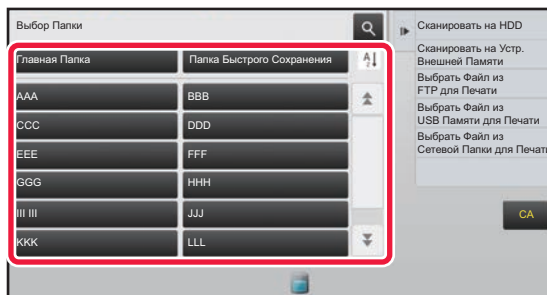 Выбор Папки
Главная Папка
Папка Быстрого Сохранения
AAA
BBB
CCC
DDD
EEE
FFF
GGG
HHH
III III
JJJ
KKK
LLL
Сканировать на HDD
Сканировать на Устр.
Внешней Памяти
Выбрать Файл из
FTP для Печати
Выбрать Файл из
USB Памяти для Печати
Выбрать Файл из
Сетевой Папки для Печати
CA